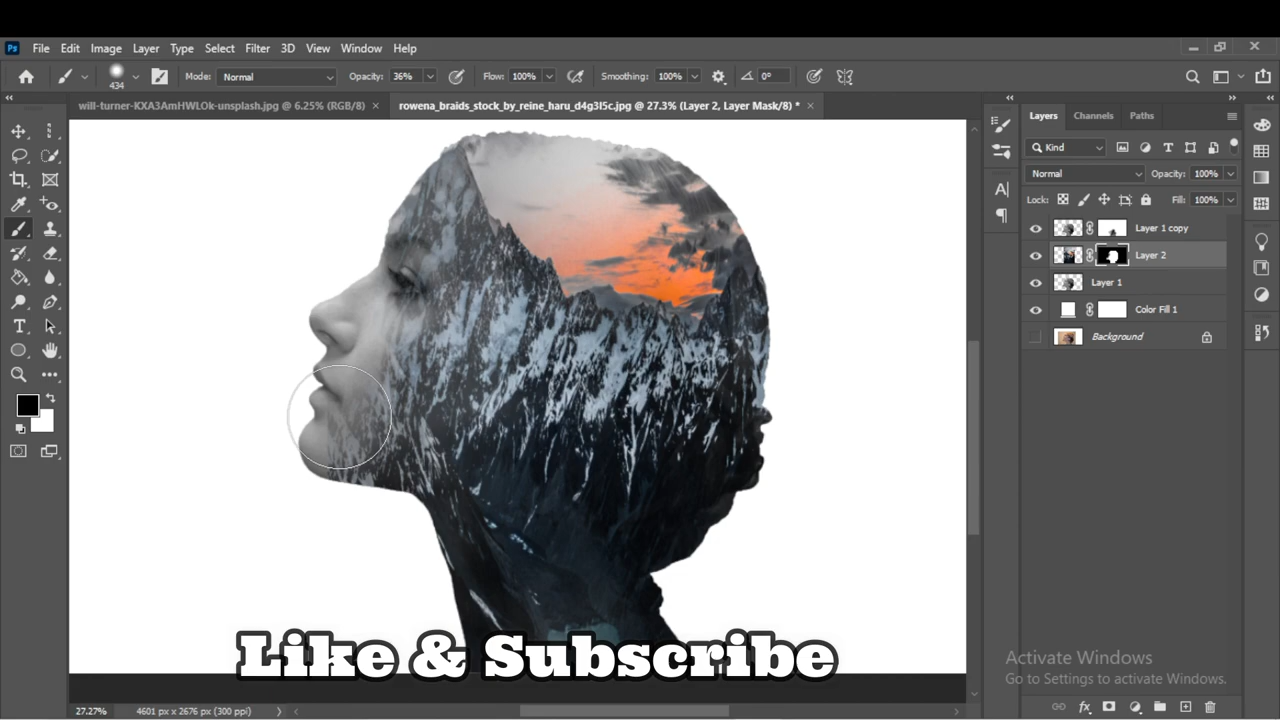 Ps File Edit Image Layer Type Select Filter 3D View Window Help
434 Mode: Normal Opacity: 36% Flow: 100% Smoothing: 100% 0°
will-turner-KXA3AmHWLOk-unsplash.jpg @ 6.25% (RGB/8) × rowena_braids_stock_by_reine_haru_d4g3l5c.jpg @ 27.3% (Layer 2, Layer Mask/8) * ×
Layers Channels Paths
Kind
Normal Opacity: 100%
Lock: Fill: 100%
Layer 1 copy
Layer 2
Layer 1
Color Fill 1
Background
Like & Subscribe
Activate Windows
Go to Settings to activate Windows.
27.27% 4601 px x 2676 px (300 ppi)